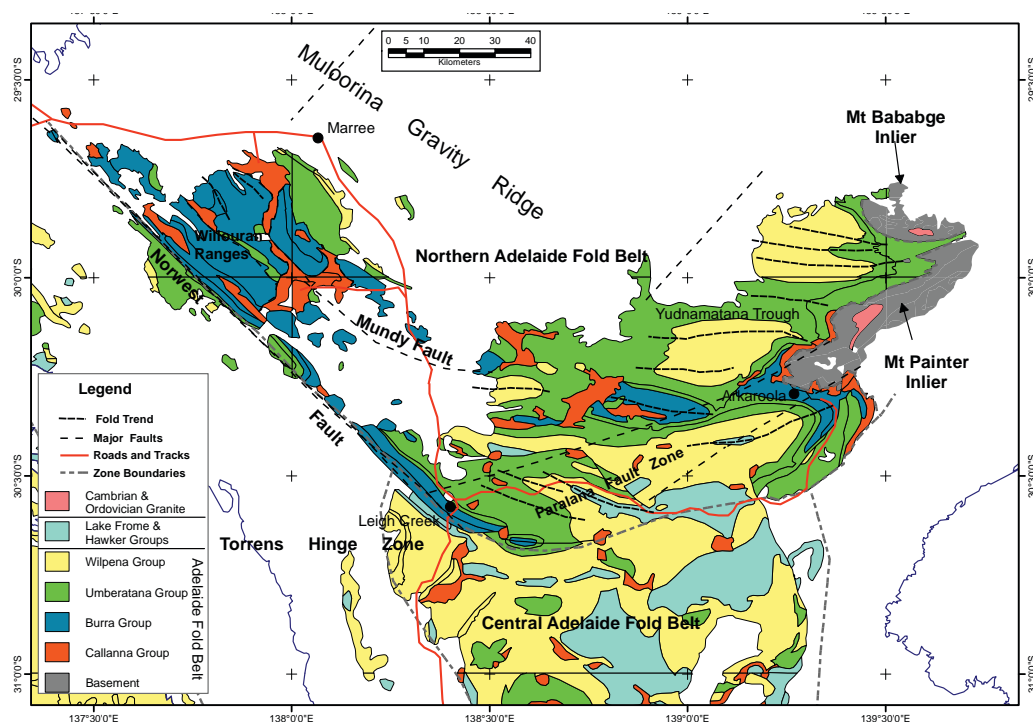 0 5 10 20 30 40
Kilometers
29°30'0"S
29°30'0"S
Muloorina
Gravity
Ridge
Marree
Mt Bababge
Inlier
Willouran
Ranges
Norwest
Fault
Northern Adelaide Fold Belt
30°0'0"S
Mundy Fault
Yudnamatana Trough
Mt Painter
Inlier
Arkaroola
Legend
Fold Trend
Major Faults
Roads and Tracks
Zone Boundaries
Cambrian &
Ordovician Granite
Lake Frome &
Hawker Groups
Wilpena Group
Umberatana Group
Burra Group
Callanna Group
Basement
Adelaide Fold Belt
30°30'0"S
Paralana Fault Zone
Leigh Creek
Torrens Hinge Zone
Central Adelaide Fold Belt
31°0'0"S
137°30'0"E 138°0'0"E 138°30'0"E 139°0'0"E 139°30'0"E